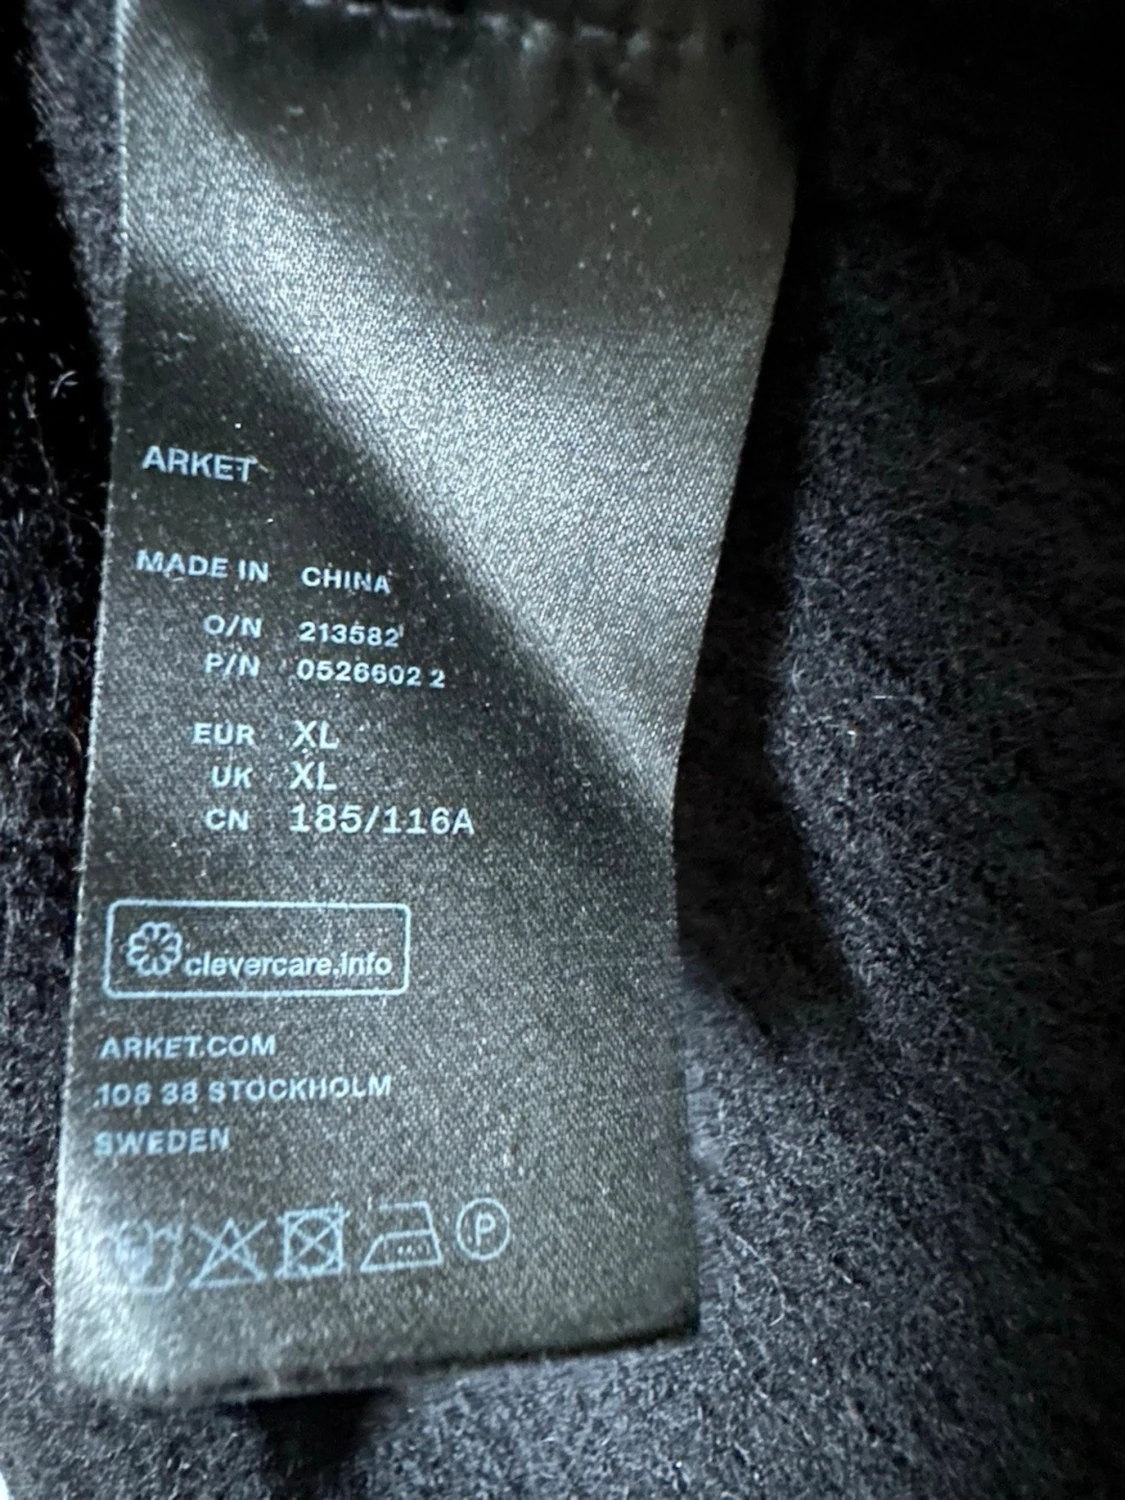 ARKET
MADE IN CHINA
O/N 213582
P/N 0526602 2
EUR XL
UK XL
CN 185/116A
clevercare.info
ARKET.COM
106 38 STOCKHOLM
SWEDEN
P